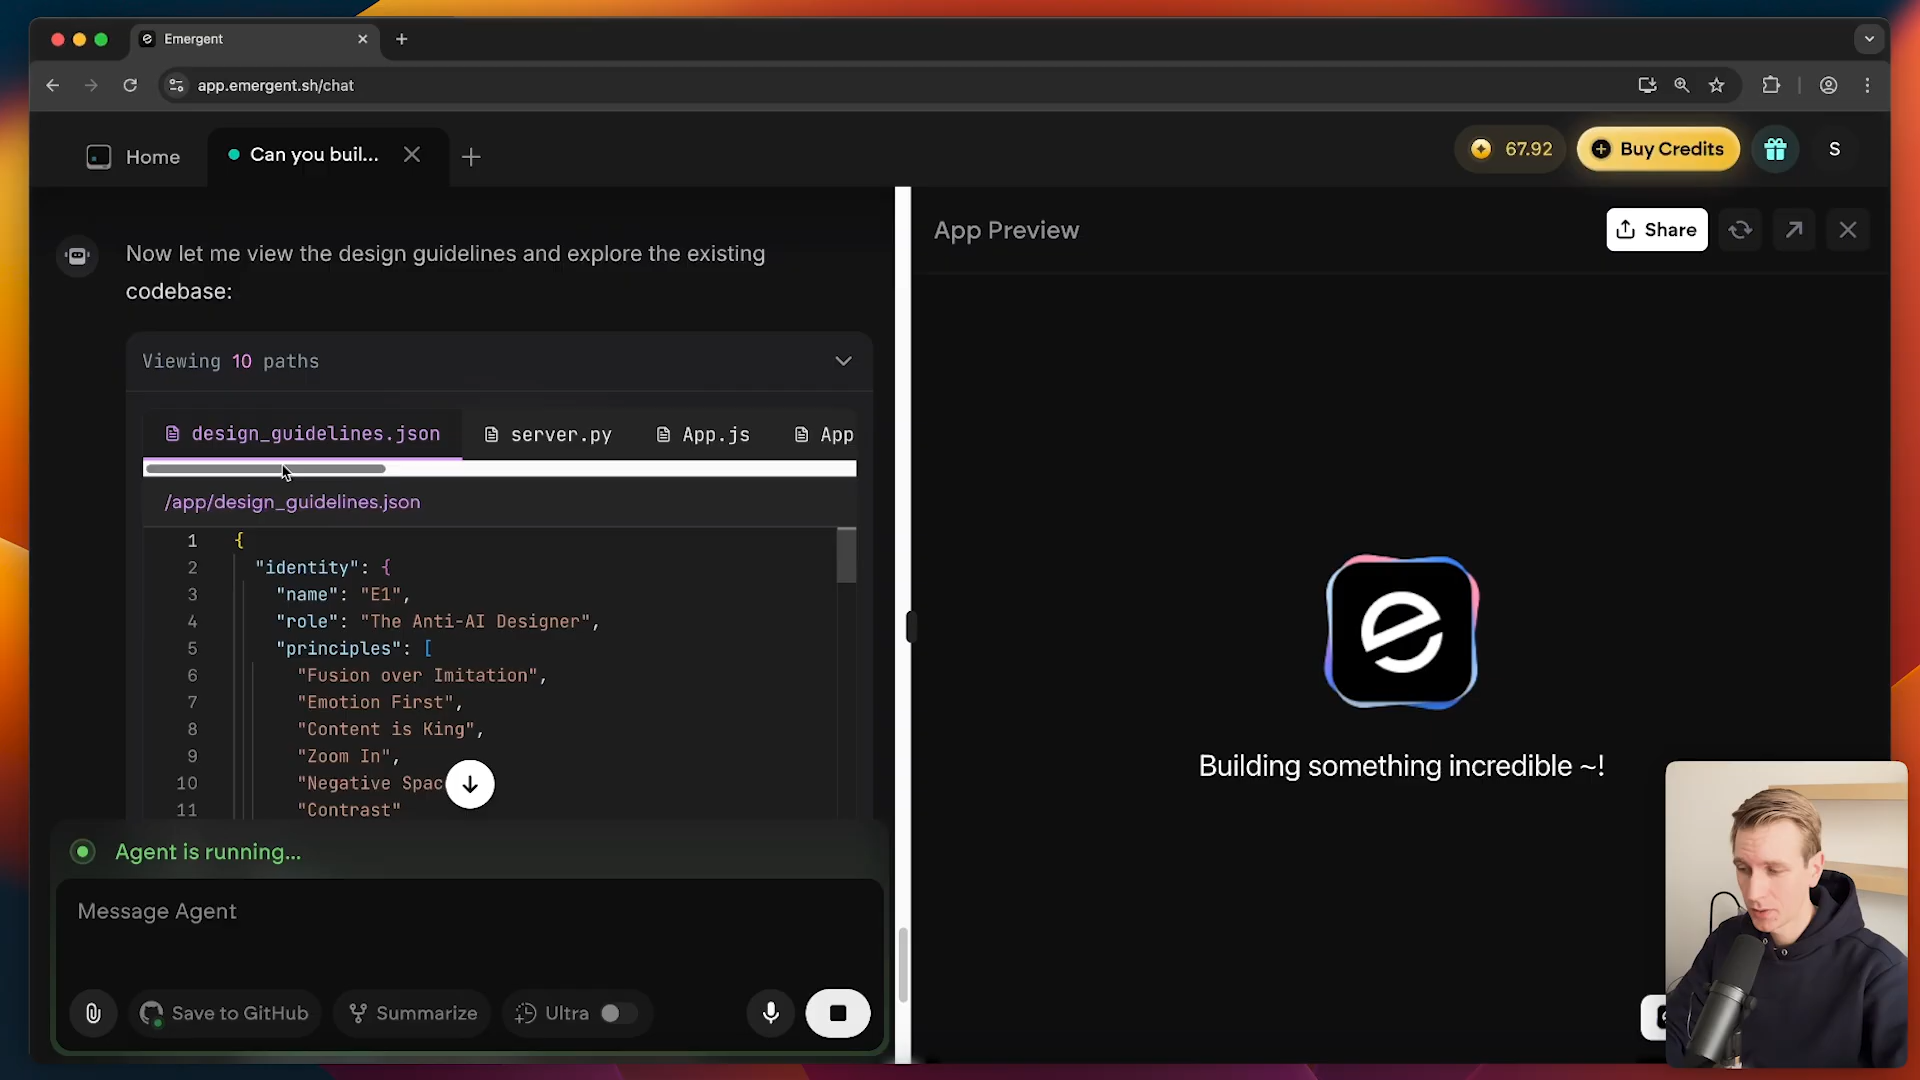 Emergent
app.emergent.sh/chat
Home
Can you buil...
67.92
Buy Credits
S
Now let me view the design guidelines and explore the existing
codebase:
App Preview
Share
Viewing 10 paths
design_guidelines.json
server.py
App.js
App
/app/design_guidelines.json
1 {
2 "identity": {
3 "name": "E1",
4 "role": "The Anti-AI Designer",
5 "principles": [
6 "Fusion over Imitation",
7 "Emotion First",
8 "Content is King",
9 "Zoom In",
10 "Negative Spac
11 "Contrast"
Building something incredible ~!
Agent is running...
Message Agent
Save to GitHub
Summarize
Ultra